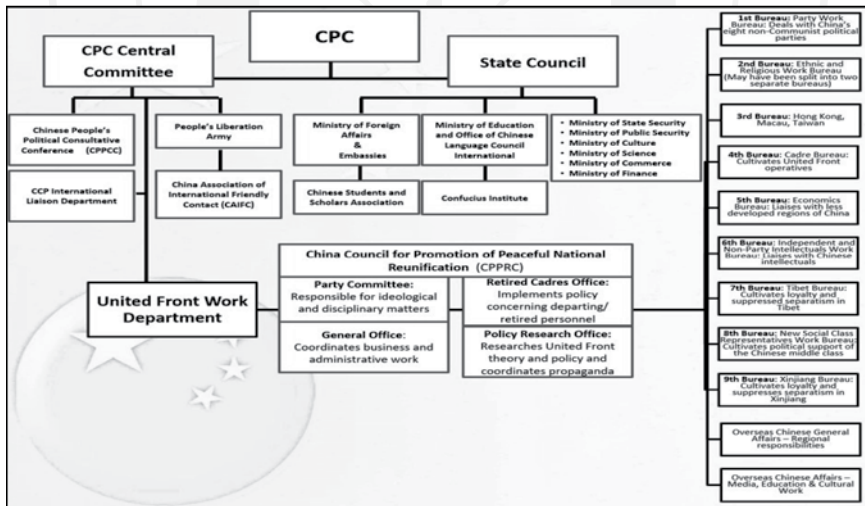 CPC
CPC Central
Committee
State Council
Chinese People's
Political Consultative
Conference (CPPCC)
People's Liberation
Army
Ministry of Foreign
Affairs
&
Embassies
Ministry of Education
and Office of Chinese
Language Council
International
• Ministry of State Security
• Ministry of Public Security
• Ministry of Culture
• Ministry of Science
• Ministry of Commerce
• Ministry of Finance
CCP International
Liaison Department
China Association of
International Friendly
Contact (CAIFC)
Chinese Students and
Scholars Association
Confucius Institute
United Front Work
Department
China Council for Promotion of Peaceful National
Reunification (CPPRC)
Party Committee:
Responsible for ideological
and disciplinary matters
Retired Cadres Office:
Implements policy
concerning departing/
retired personnel
General Office:
Coordinates business and
administrative work
Policy Research Office:
Researches United Front
theory and policy and
coordinates propaganda
1st Bureau: Party Work
Bureau: Deals with China's
eight non-Communist political
parties
2nd Bureau: Ethnic and
Religious Work Bureau
(May have been split into two
separate bureaus)
3rd Bureau: Hong Kong,
Macau, Taiwan
4th Bureau: Cadre Bureau:
Cultivates United Front
operatives
5th Bureau: Economics
Bureau: Liaises with less
developed regions of China
6th Bureau: Independent and
Non-Party Intellectuals Work
Bureau: Liaises with Chinese
intellectuals
7th Bureau: Tibet Bureau:
Cultivates loyalty and
suppressed separatism in
Tibet
8th Bureau; New Social Class
Representatives Work Bureau:
Cultivates political support of
the Chinese middle class
9th Bureau: Xinjiang Bureau:
Cultivates loyalty and
suppresses separatism in
Xinjiang
Overseas Chinese General
Affairs – Regional
responsibilities
Overseas Chinese Affairs –
Media, Education & Cultural
Work